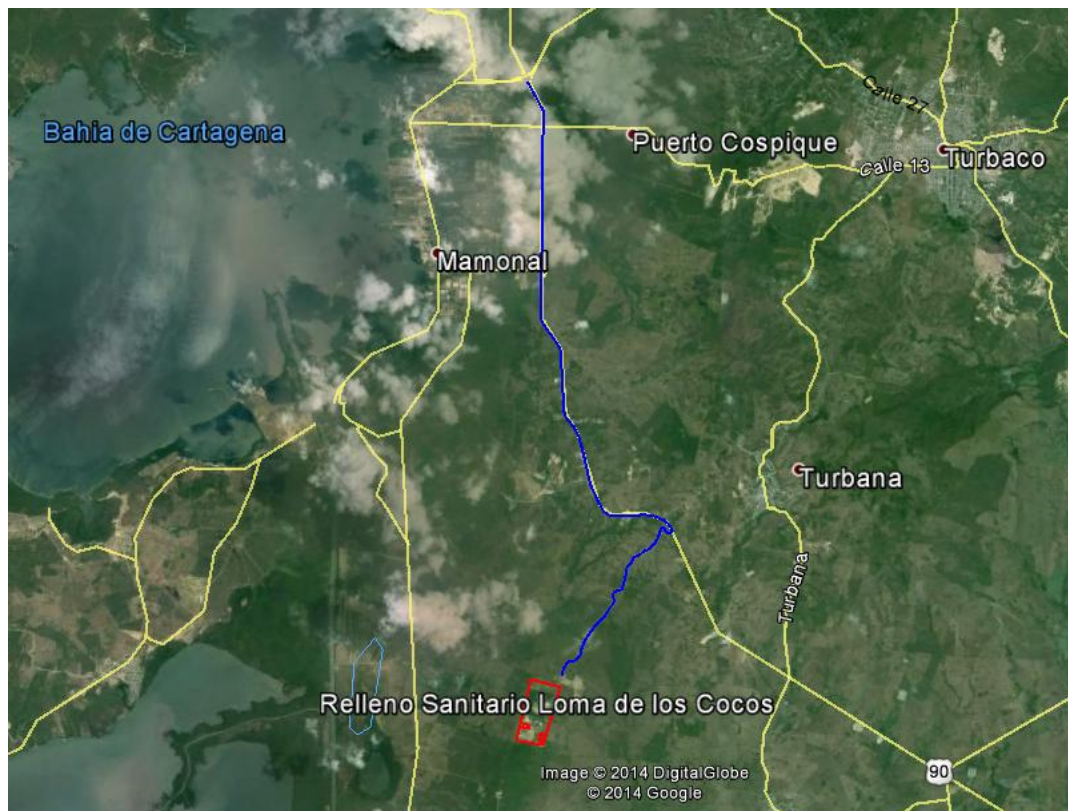 Calle 27
Bahia de Cartagena
Puerto Cospique
Calle 13
Turbaco
Mamonal
Turbana
Turbana
Relleno Sanitario Loma de los Cocos
90
Image © 2014 DigitalGlobe
© 2014 Google